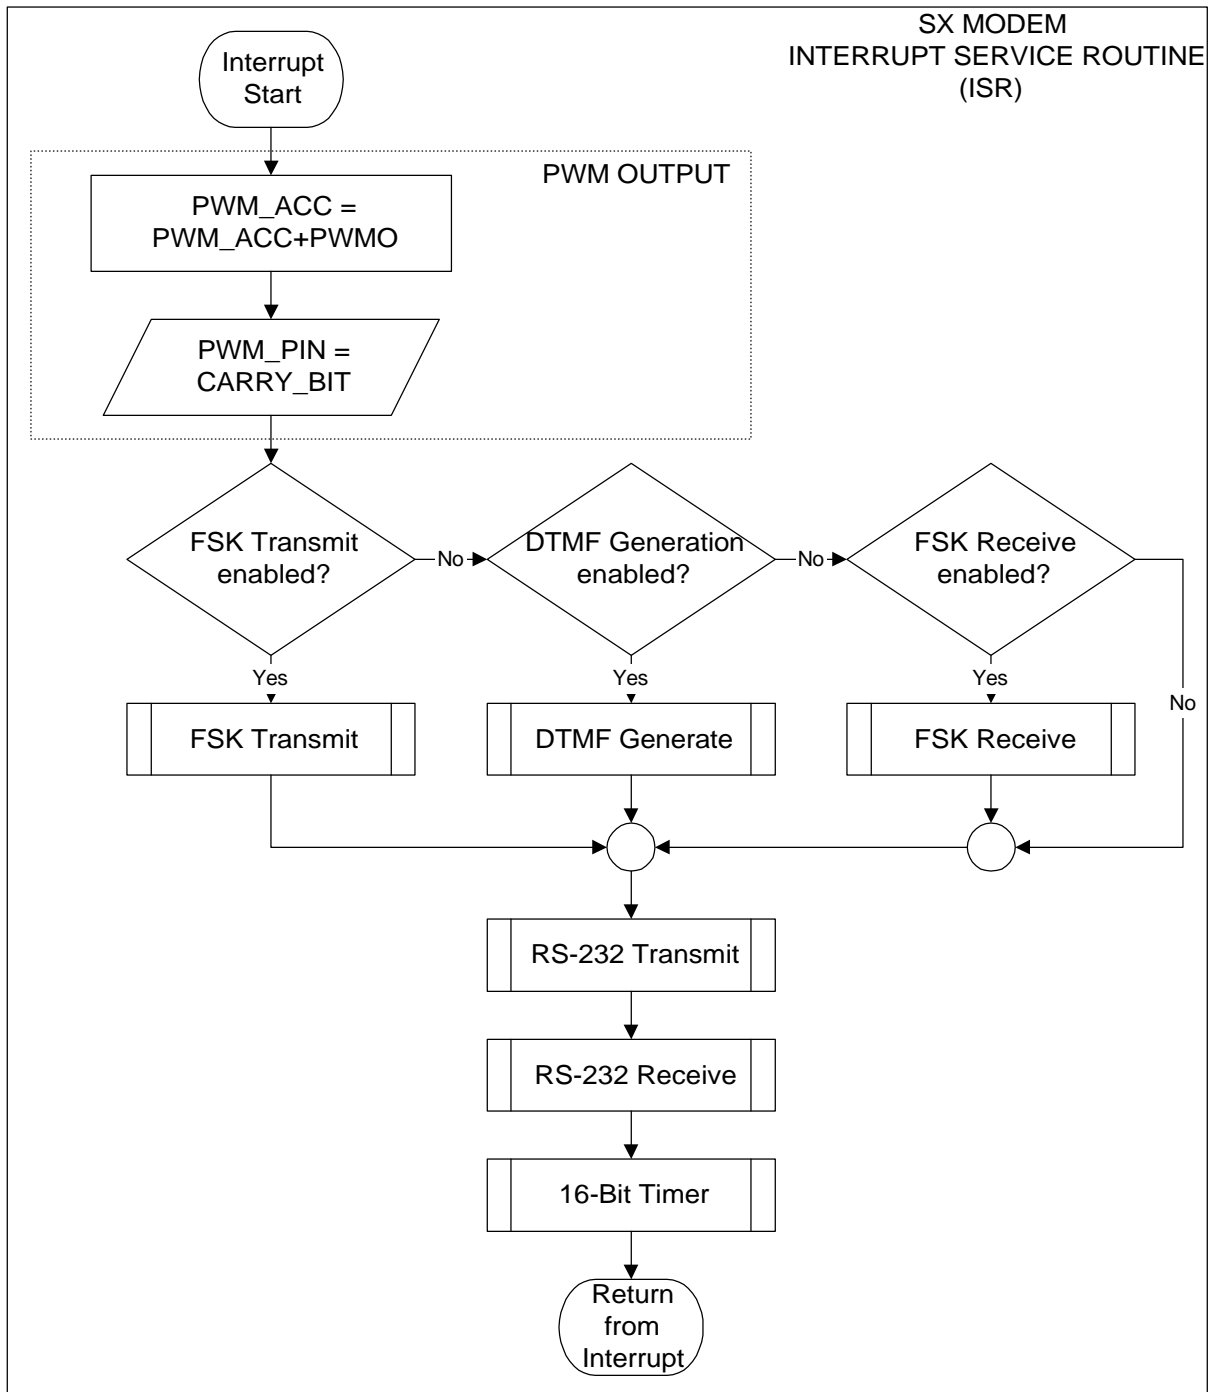 SX MODEM
INTERRUPT SERVICE ROUTINE
(ISR)
Interrupt
Start
PWM OUTPUT
PWM_ACC =
PWM_ACC+PWMO
PWM_PIN =
CARRY_BIT
FSK Transmit
enabled?
No
DTMF Generation
enabled?
No
FSK Receive
enabled?
Yes
Yes
Yes
No
FSK Transmit
DTMF Generate
FSK Receive
RS-232 Transmit
RS-232 Receive
16-Bit Timer
Return
from
Interrupt